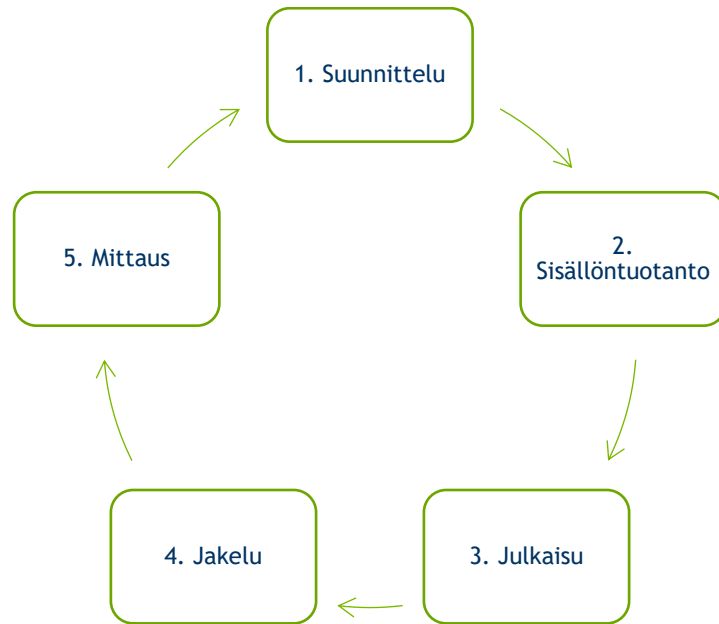 1. Suunnittelu
2.
Sisällöntuotanto
3. Julkaisu
4. Jakelu
5. Mittaus